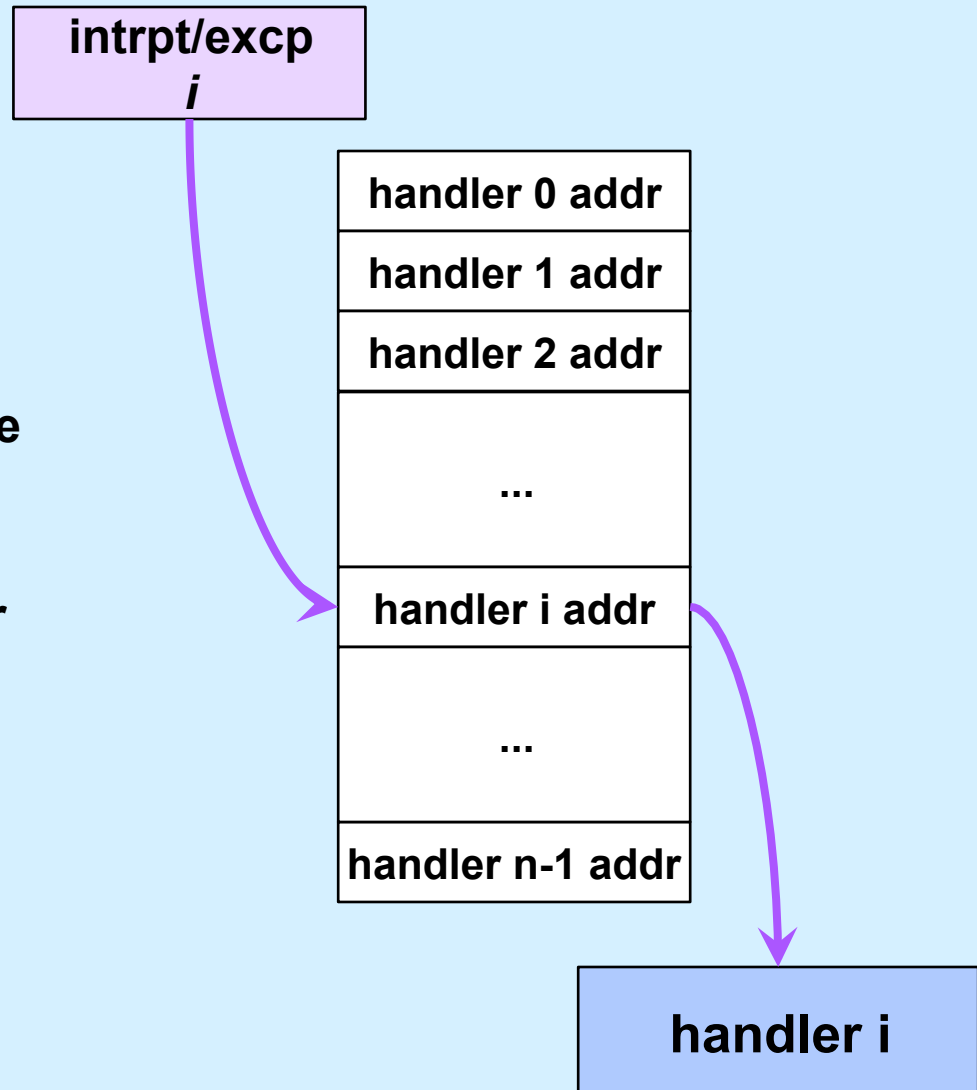 intrpt/excp
i
handler 0 addr
handler 1 addr
handler 2 addr
...
handler i addr
...
handler n-1 addr
handler i